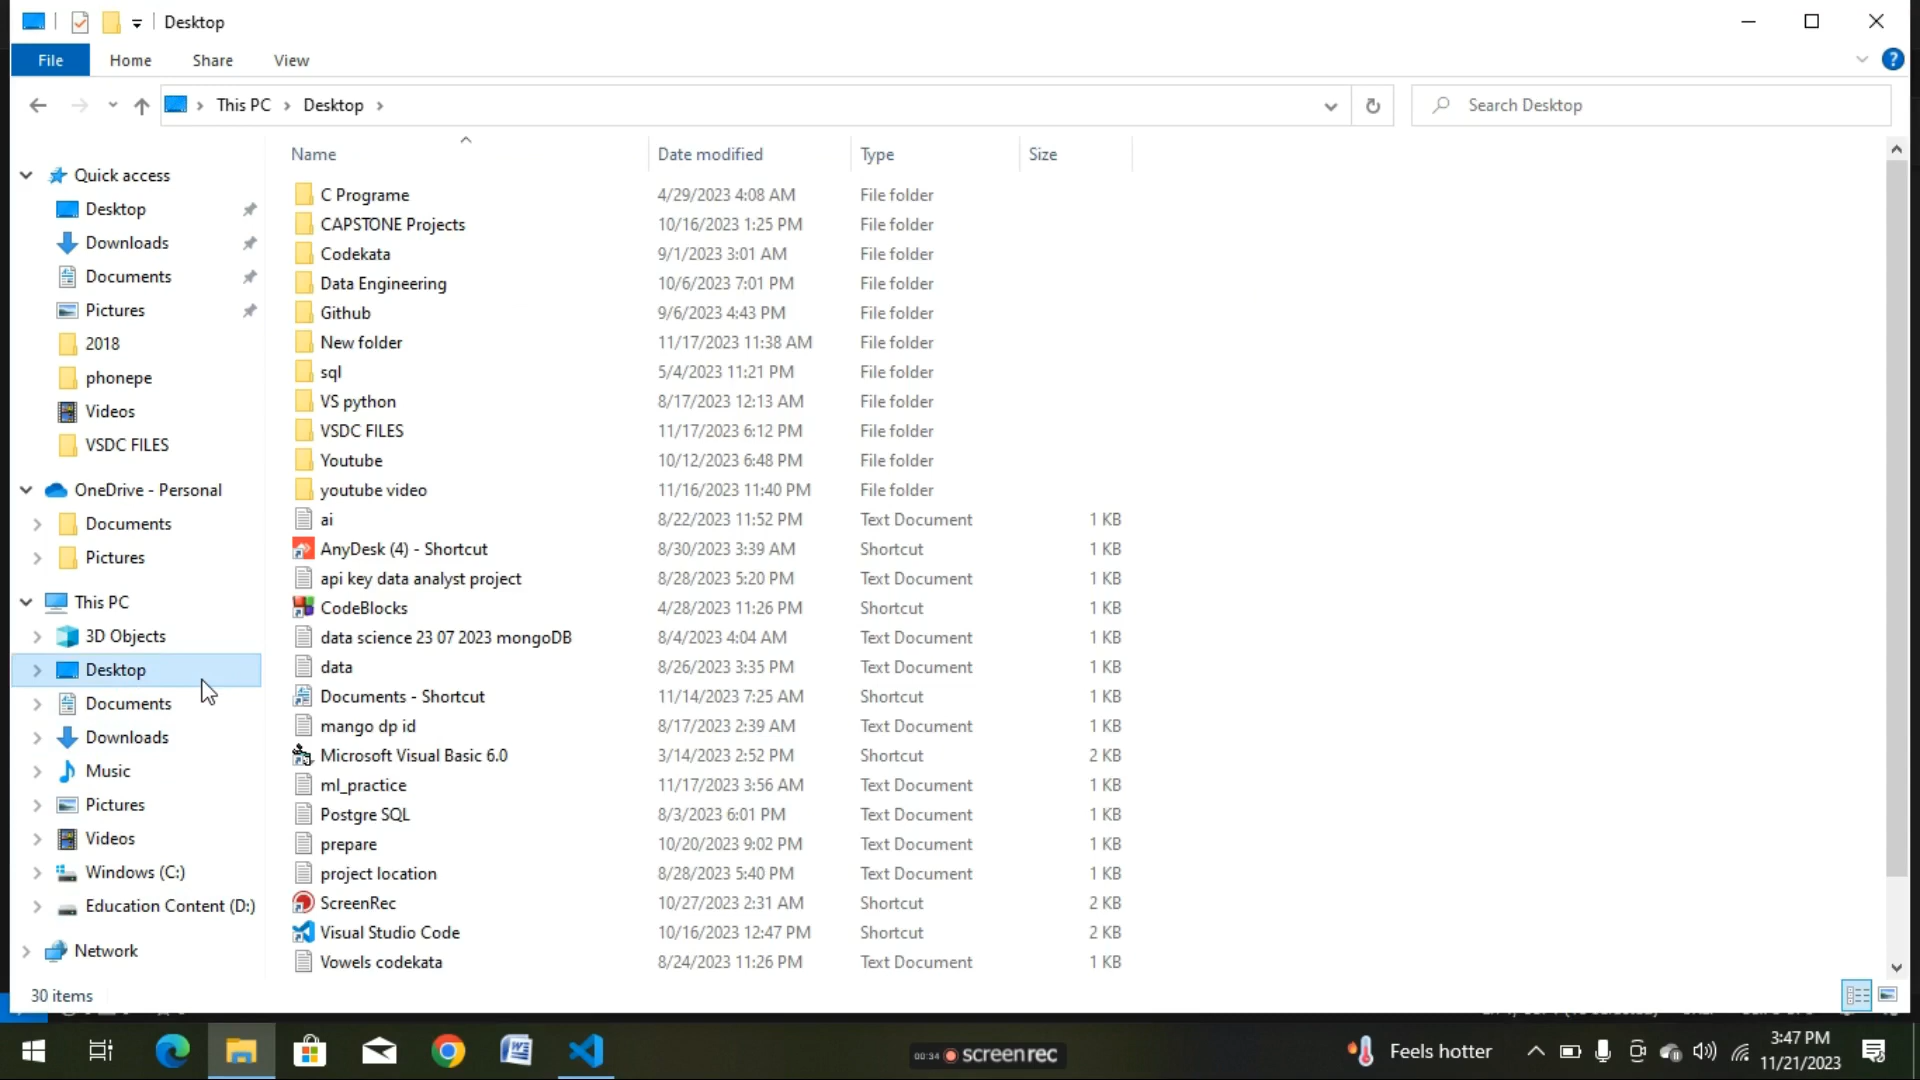 Desktop
File Home Share View
This PC Desktop
Search Desktop
Name Date modified Type Size
Quick access
Desktop
Downloads
Documents
Pictures
2018
phonepe
Videos
VSDC FILES
OneDrive - Personal
Documents
Pictures
This PC
3D Objects
Desktop
Documents
Downloads
Music
Pictures
Videos
Windows (C:)
Education Content (D:)
Network
C Programe 4/29/2023 4:08 AM File folder
CAPSTONE Projects 10/16/2023 1:25 PM File folder
Codekata 9/1/2023 3:01 AM File folder
Data Engineering 10/6/2023 7:01 PM File folder
Github 9/6/2023 4:43 PM File folder
New folder 11/17/2023 11:38 AM File folder
sql 5/4/2023 11:21 PM File folder
VS python 8/17/2023 12:13 AM File folder
VSDC FILES 11/17/2023 6:12 PM File folder
Youtube 10/12/2023 6:48 PM File folder
youtube video 11/16/2023 11:40 PM File folder
ai 8/22/2023 11:52 PM Text Document 1 KB
AnyDesk (4) - Shortcut 8/30/2023 3:39 AM Shortcut 1 KB
api key data analyst project 8/28/2023 5:20 PM Text Document 1 KB
CodeBlocks 4/28/2023 11:26 PM Shortcut 1 KB
data science 23 07 2023 mongoDB 8/4/2023 4:04 AM Text Document 1 KB
data 8/26/2023 3:35 PM Text Document 1 KB
Documents - Shortcut 11/14/2023 7:25 AM Shortcut 1 KB
mango dp id 8/17/2023 2:39 AM Text Document 1 KB
Microsoft Visual Basic 6.0 3/14/2023 2:52 PM Shortcut 2 KB
ml_practice 11/17/2023 3:56 AM Text Document 1 KB
Postgre SQL 8/3/2023 6:01 PM Text Document 1 KB
prepare 10/20/2023 9:02 PM Text Document 1 KB
project location 8/28/2023 5:40 PM Text Document 1 KB
ScreenRec 10/27/2023 2:31 AM Shortcut 2 KB
Visual Studio Code 10/16/2023 12:47 PM Shortcut 2 KB
Vowels codekata 8/24/2023 11:26 PM Text Document 1 KB
30 items
00:34 screenrec
Feels hotter
3:47 PM
11/21/2023